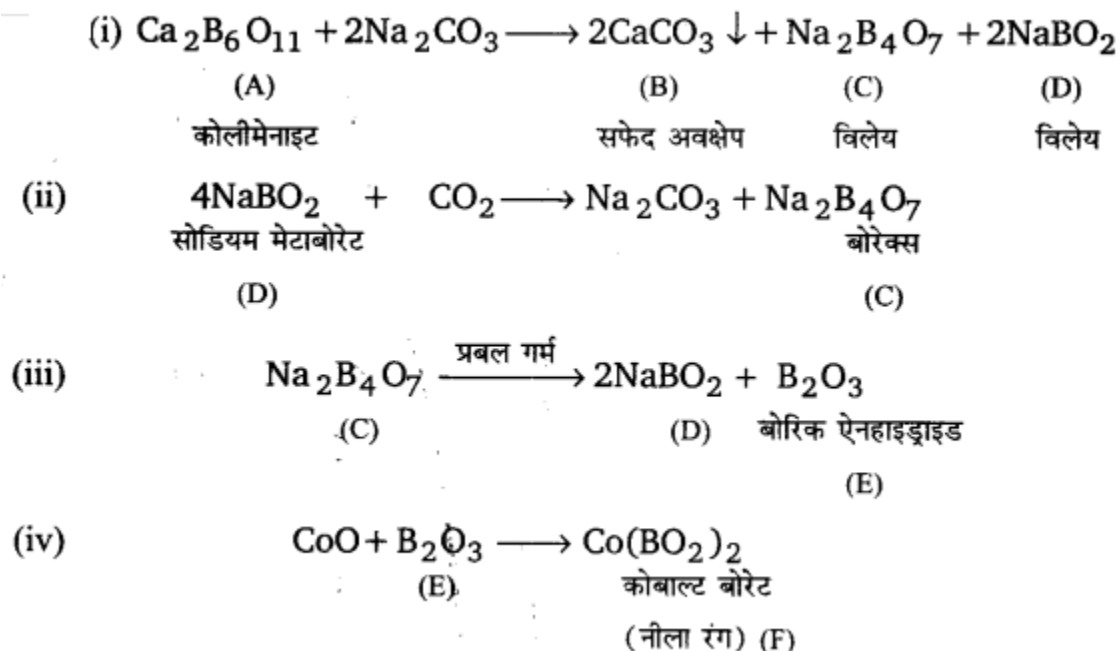 (i) Ca₂B₆O₁₁ + 2Na₂CO₃ ⟶ 2CaCO₃ ↓ + Na₂B₄O₇ + 2NaBO₂
(A) (B) (C) (D)
कोलीमेनाइट सफेद अवक्षेप विलेय विलेय
(ii) 4NaBO₂ + CO₂ ⟶ Na₂CO₃ + Na₂B₄O₇
सोडियम मेटाबोरेट बोरेक्स
(D) (C)
प्रबल गर्म
(iii) Na₂B₄O₇ ⟶ 2NaBO₂ + B₂O₃
(C) (D) बोरिक ऐनहाइड्राइड
(E)
(iv) CoO + B₂O₃ ⟶ Co(BO₂)₂
(E) कोबाल्ट बोरेट
(नीला रंग) (F)